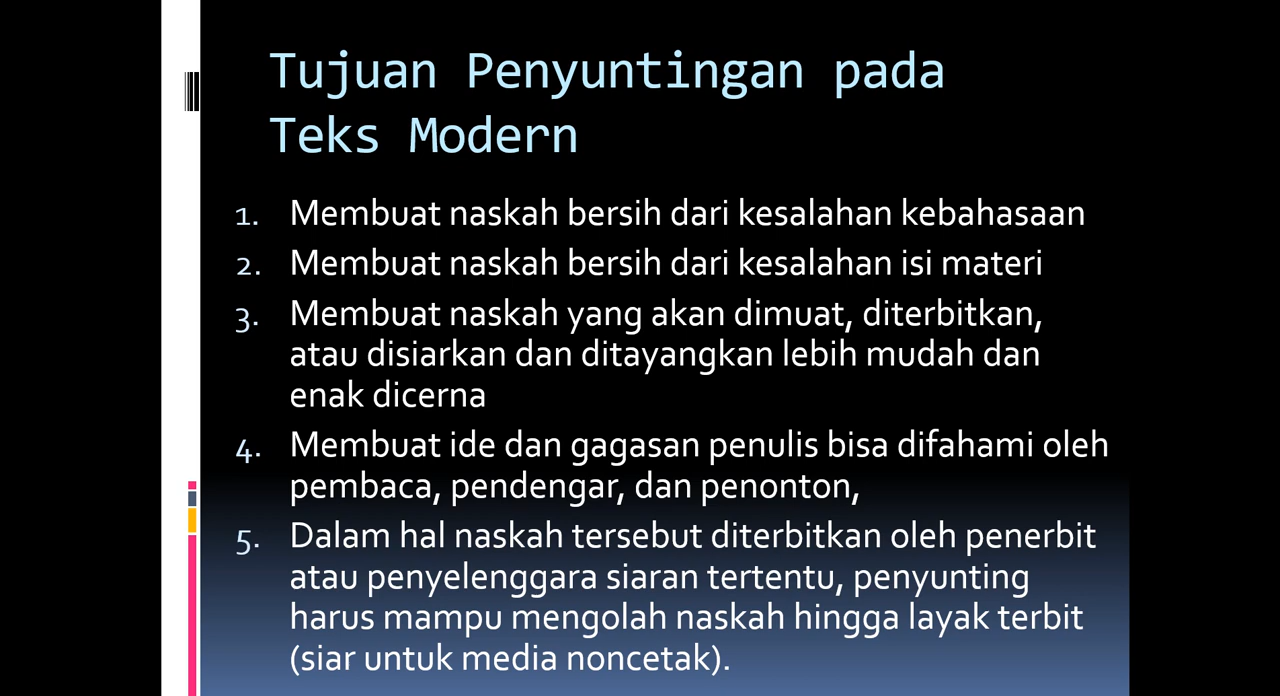 Tujuan Penyuntingan pada
Teks Modern
1. Membuat naskah bersih dari kesalahan kebahasaan
2. Membuat naskah bersih dari kesalahan isi materi
3. Membuat naskah yang akan dimuat, diterbitkan,
atau disiarkan dan ditayangkan lebih mudah dan
enak dicerna
4. Membuat ide dan gagasan penulis bisa difahami oleh
pembaca, pendengar, dan penonton,
5. Dalam hal naskah tersebut diterbitkan oleh penerbit
atau penyelenggara siaran tertentu, penyunting
harus mampu mengolah naskah hingga layak terbit
(siar untuk media noncetak).